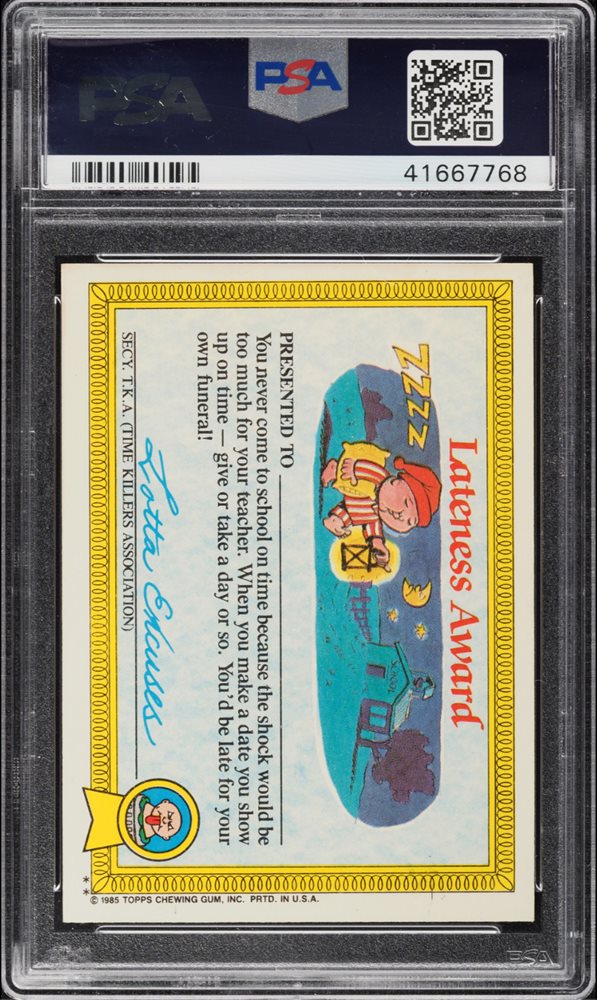 PSA
PSA
41667768
Lateness Award
ZZZZ
SCHOOL
PRESENTED TO
You never come to school on time because the shock would be
too much for your teacher. When you make a date you show
up on time — give or take a day or so. You'd be late for your
own funeral!
Lotta Excuses
SECY. T.K.A. (TIME KILLERS ASSOCIATION)
** © 1985 TOPPS CHEWING GUM, INC. PRTD. IN U.S.A.
PSA